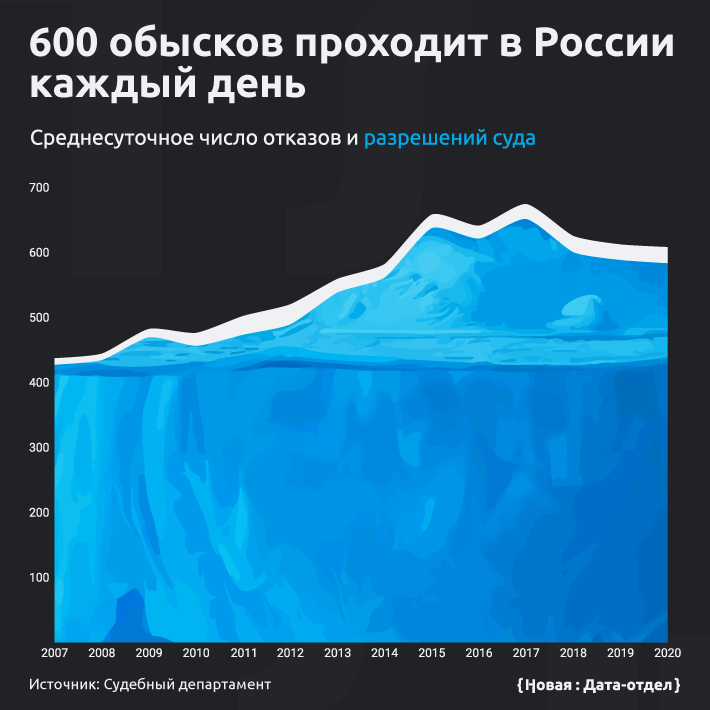 600 обысков проходит в России
каждый день
Среднесуточное число отказов и разрешений суда
700
600
500
400
300
200
100
2007 2008 2009 2010 2011 2012 2013 2014 2015 2016 2017 2018 2019 2020
Источник: Судебный департамент
{Новая : Дата-отдел}